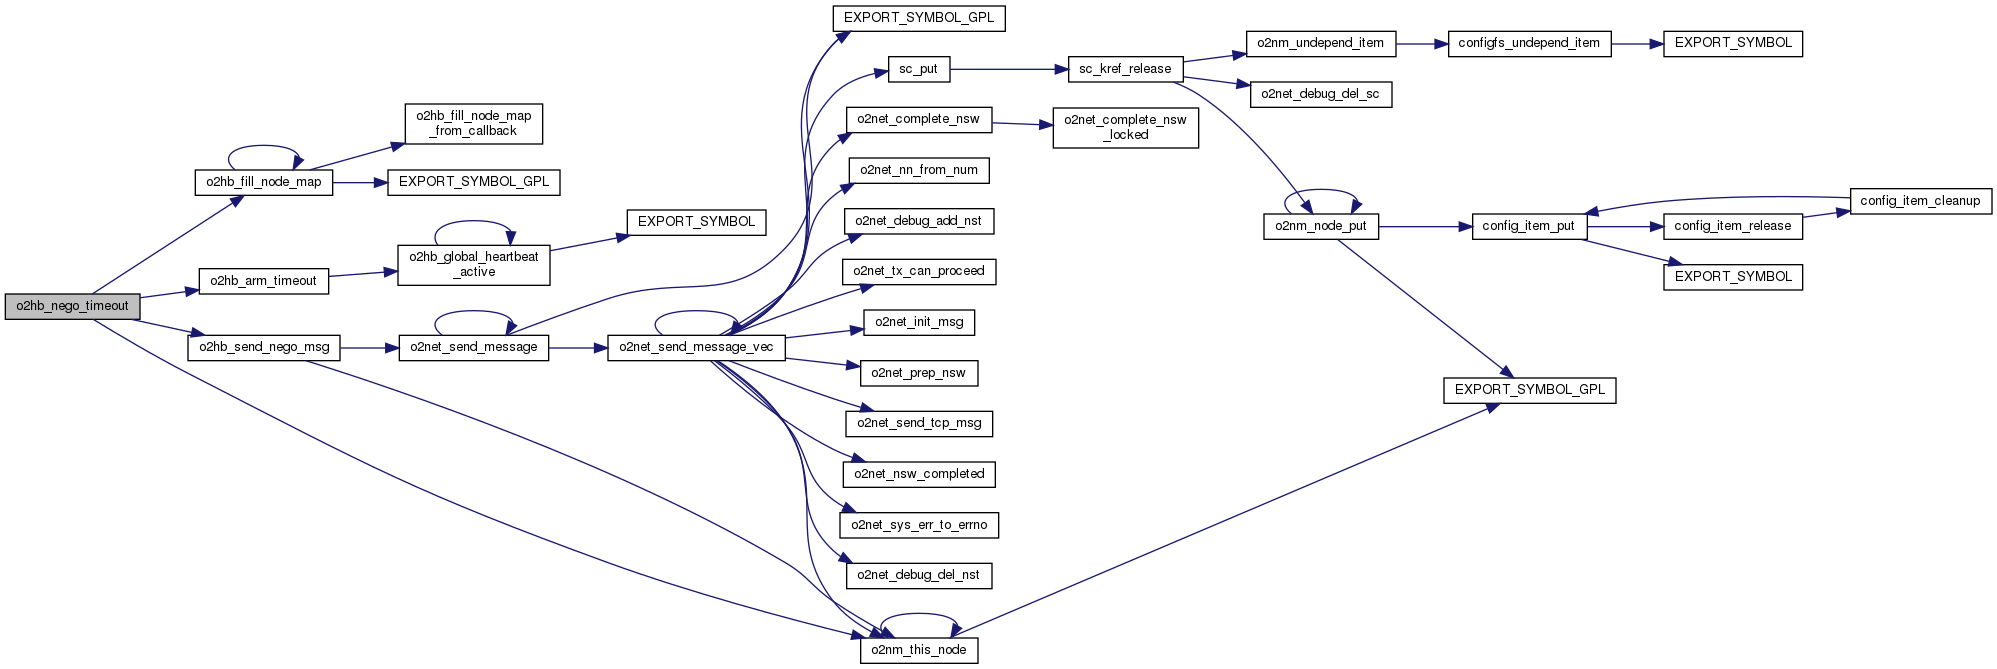 o2hb_nego_timeout
o2hb_fill_node_map
o2hb_arm_timeout
o2hb_send_nego_msg
o2hb_fill_node_map
_from_callback
EXPORT_SYMBOL_GPL
o2hb_global_heartbeat
_active
EXPORT_SYMBOL
o2net_send_message
o2net_send_message_vec
EXPORT_SYMBOL_GPL
sc_put
o2net_complete_nsw
o2net_nn_from_num
o2net_debug_add_nst
o2net_tx_can_proceed
o2net_init_msg
o2net_prep_nsw
o2net_send_tcp_msg
o2net_nsw_completed
o2net_sys_err_to_errno
o2net_debug_del_nst
o2nm_this_node
sc_kref_release
o2net_complete_nsw
_locked
o2nm_undepend_item
o2net_debug_del_sc
o2nm_node_put
configfs_undepend_item
EXPORT_SYMBOL
config_item_put
config_item_release
config_item_cleanup
EXPORT_SYMBOL
EXPORT_SYMBOL_GPL